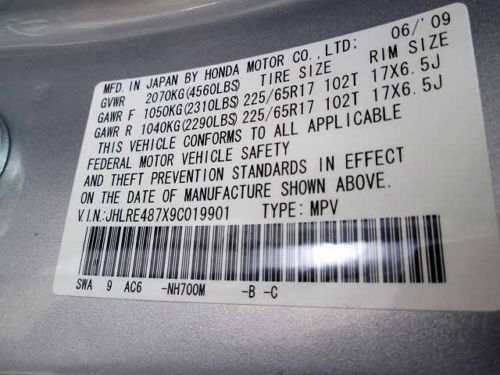 MFD. IN JAPAN BY HONDA MOTOR CO.,LTD: 06/'09
GVWR 2070KG(4560LBS) TIRE SIZE RIM SIZE
GAWR F 1050KG(2310LBS) 225/65R17 102T 17X6.5J
GAWR R 1040KG(2290LBS) 225/65R17 102T 17X6.5J
THIS VEHICLE CONFORMS TO ALL APPLICABLE
FEDERAL MOTOR VEHICLE SAFETY
AND THEFT PREVENTION STANDARDS IN EFFECT
ON THE DATE OF MANUFACTURE SHOWN ABOVE.
V.I.N.:JHLRE487X9C019901 TYPE: MPV
SWA 9 AC6 -NH700M -B -C